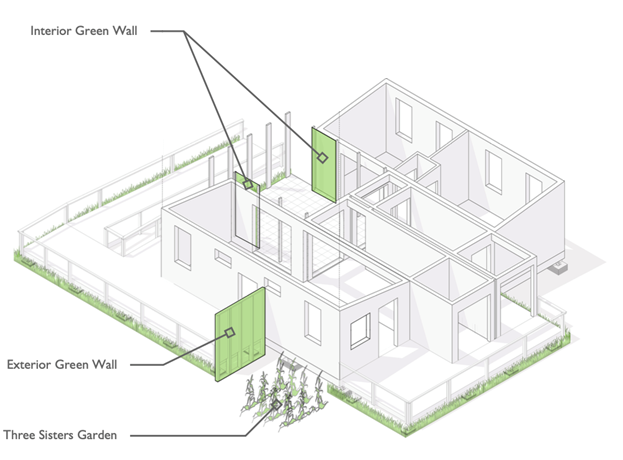 Interior Green Wall
Exterior Green Wall
Three Sisters Garden